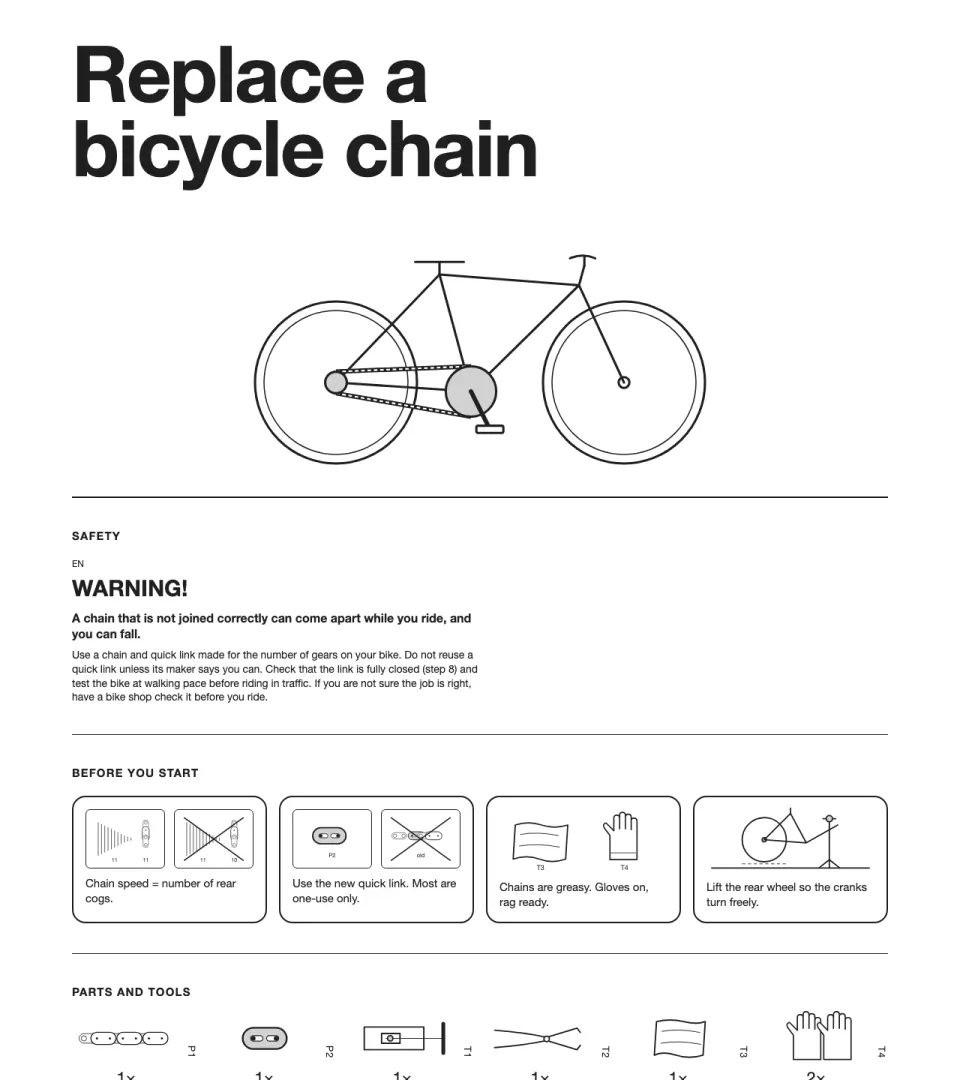 Replace a
bicycle chain
SAFETY
EN
WARNING!
A chain that is not joined correctly can come apart while you ride, and
you can fall.
Use a chain and quick link made for the number of gears on your bike. Do not reuse a
quick link unless its maker says you can. Check that the link is fully closed (step 8) and
test the bike at walking pace before riding in traffic. If you are not sure the job is right,
have a bike shop check it before you ride.
BEFORE YOU START
11 11
11 10
Chain speed = number of rear
cogs.
P2
old
Use the new quick link. Most are
one-use only.
T3 T4
Chains are greasy. Gloves on,
rag ready.
Lift the rear wheel so the cranks
turn freely.
PARTS AND TOOLS
P1
P2
T1
T2
T3
T4
1× 1× 1× 1× 1× 2×